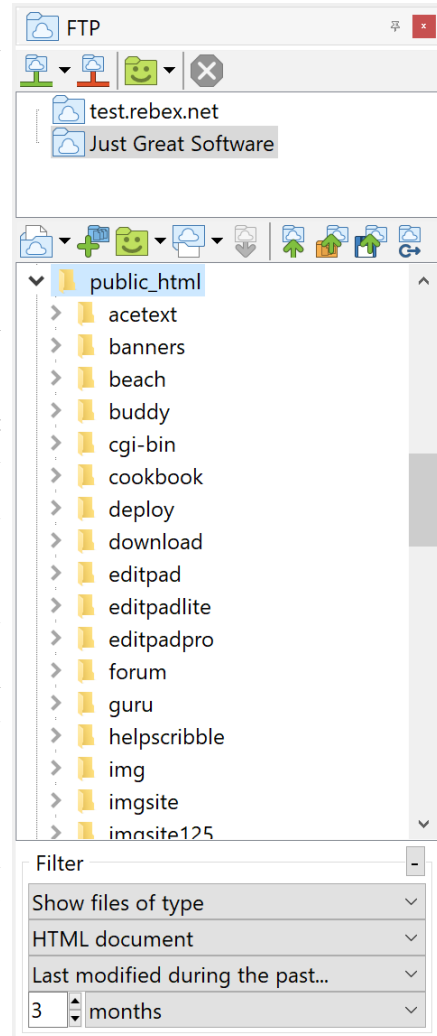 FTP
test.rebex.net
Just Great Software
public_html
acetext
banners
beach
buddy
cgi-bin
cookbook
deploy
download
editpad
editpadlite
editpadpro
forum
guru
helpscribble
img
imgsite
imgsite125
Filter
Show files of type
HTML document
Last modified during the past...
3 months